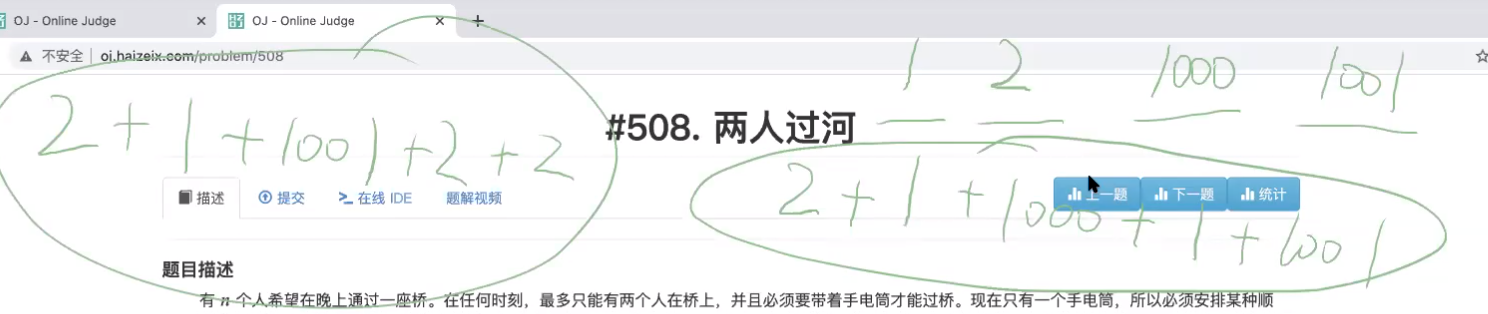 OJ - Online Judge × OJ - Online Judge × +
不安全 | oj.haizeix.com/problem/508
1 2 1000 1001
2+1+1001+2+2
#508. 两人过河
2+1+1000+1+1001
描述 提交 在线 IDE 题解视频
上一题 下一题 统计
题目描述
有 n 个人希望在晚上通过一座桥。在任何时刻，最多只能有两个人在桥上，并且必须要带着手电筒才能过桥。现在只有一个手电筒，所以必须安排某种顺